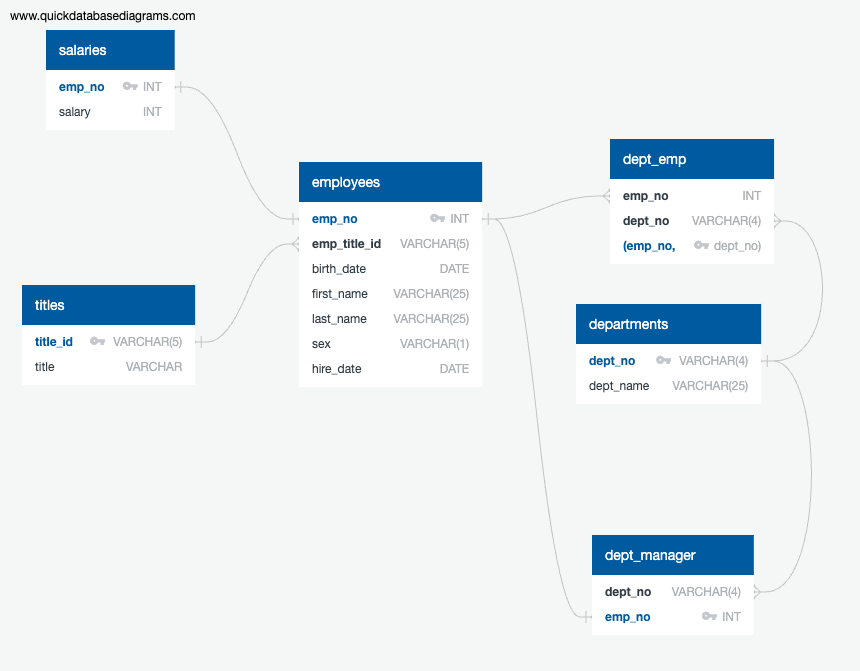 www.quickdatabasediagrams.com
salaries
emp_no INT
salary INT
employees
emp_no INT
emp_title_id VARCHAR(5)
birth_date DATE
first_name VARCHAR(25)
last_name VARCHAR(25)
sex VARCHAR(1)
hire_date DATE
titles
title_id VARCHAR(5)
title VARCHAR
dept_emp
emp_no INT
dept_no VARCHAR(4)
(emp_no, dept_no)
departments
dept_no VARCHAR(4)
dept_name VARCHAR(25)
dept_manager
dept_no VARCHAR(4)
emp_no INT